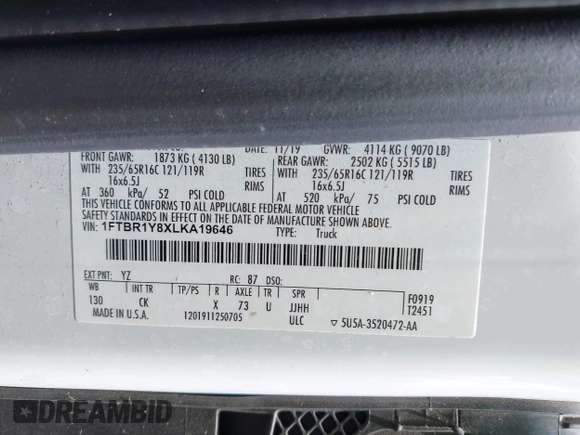 11/19 GVWR: 4114 KG ( 9070 LB)
FRONT GAWR: 1873 KG ( 4130 LB) REAR GAWR: 2502 KG ( 5515 LB)
WITH 235/65R16C 121/119R TIRES WITH 235/65R16C 121/119R TIRES
16x6.5J RIMS 16x6.5J RIMS
AT 360 kPa/ 52 PSI COLD AT 520 kPa/ 75 PSI COLD
THIS VEHICLE CONFORMS TO ALL APPLICABLE FEDERAL MOTOR VEHICLE
SAFETY STANDARDS IN EFFECT ON THE DATE OF MANUFACTURE SHOWN ABOVE.
VIN: 1FTBR1Y8XLKA19646 TYPE: Truck
EXT PNT: YZ RC: 87 DSO:
WB INT TR TP/PS R AXLE TR SPR F0919
130 CK X 73 U JJHH T2451
MADE IN U.S.A. 1201911250705 ULC ▽ 5U5A-3520472-AA
DREAMBID